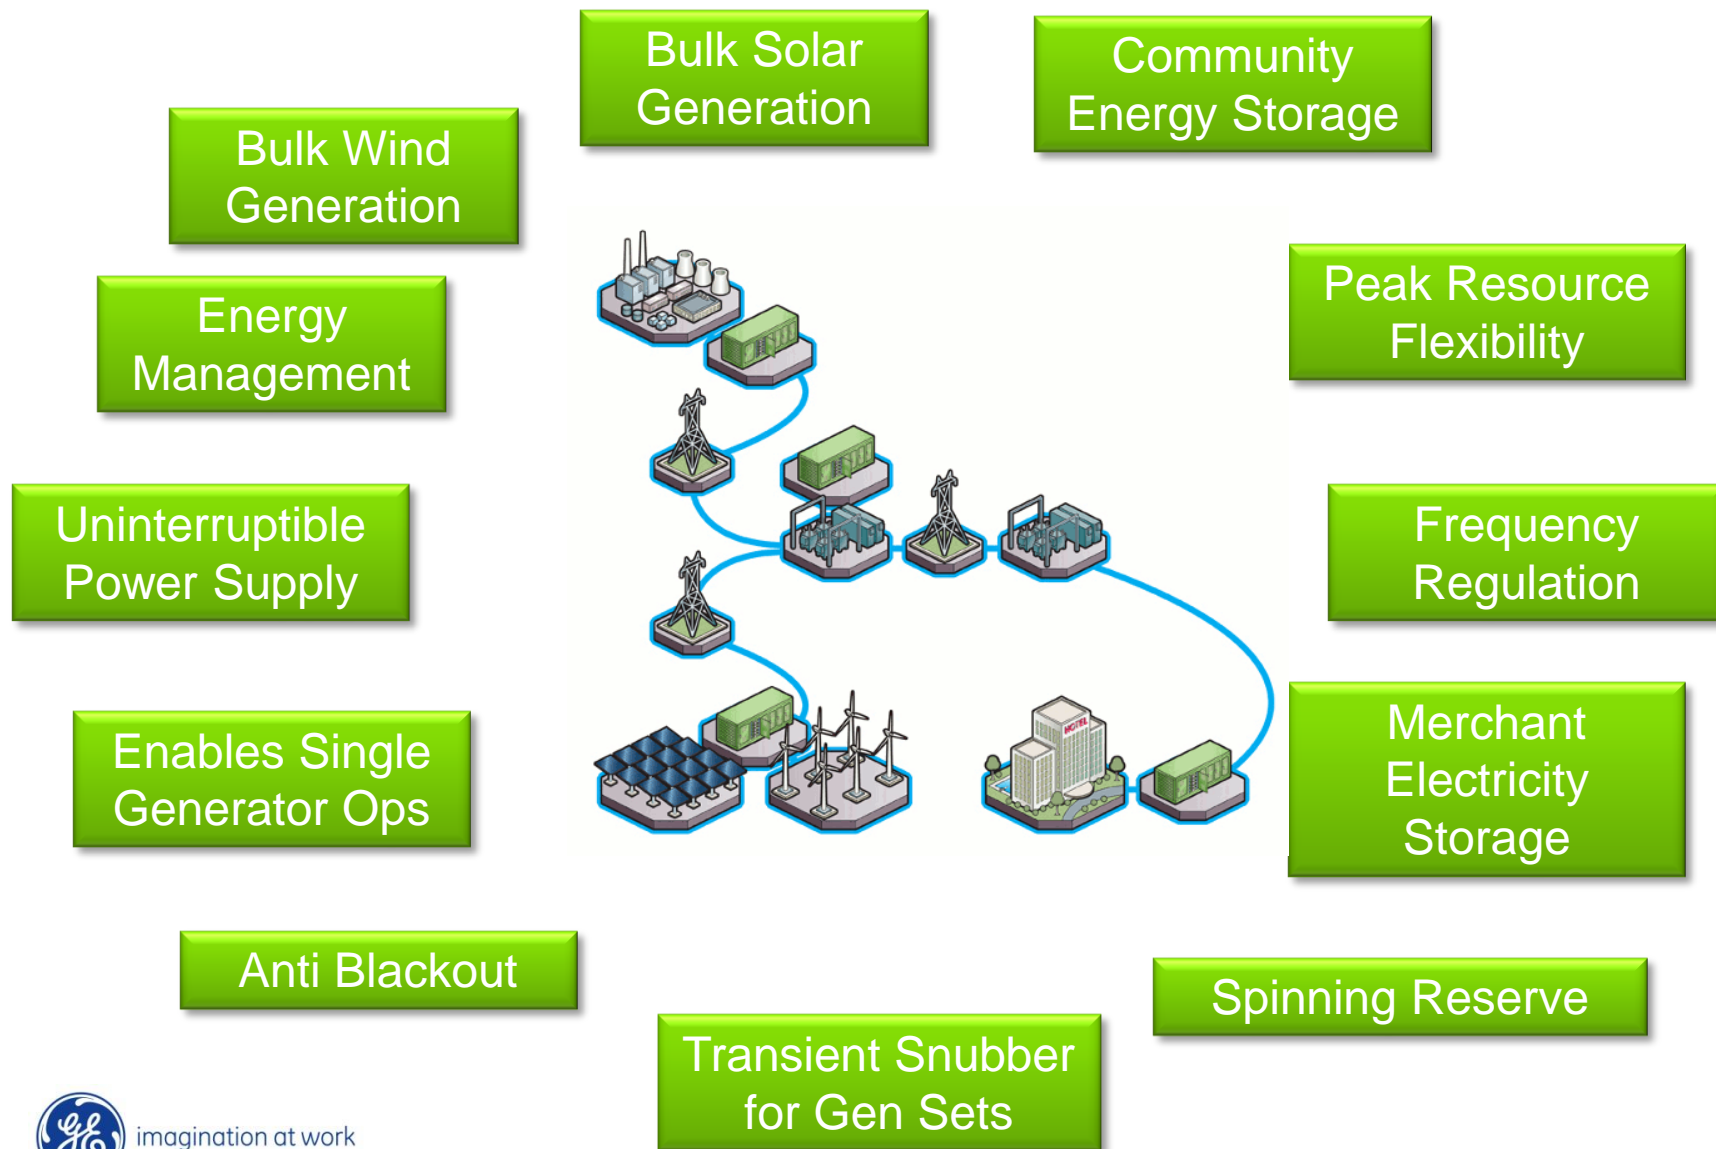 Bulk Solar
Generation
Community
Energy Storage
Bulk Wind
Generation
Peak Resource
Flexibility
Energy
Management
Uninterruptible
Power Supply
Frequency
Regulation
HOTEL
Enables Single
Generator Ops
Merchant
Electricity
Storage
Anti Blackout
Spinning Reserve
Transient Snubber
for Gen Sets
GE
imagination at work